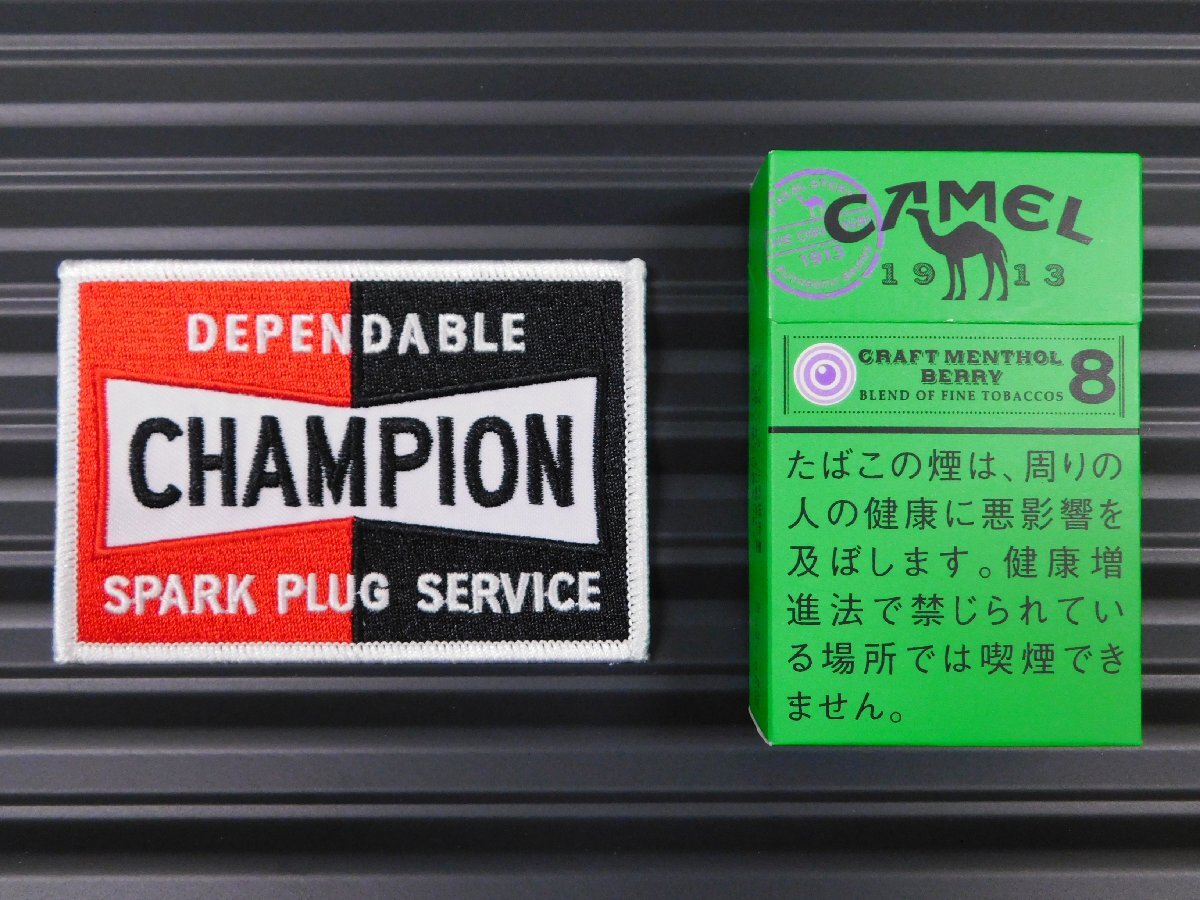 DEPENDABLE
CHAMPION
SPARK PLUG SERVICE
CAMEL
1913
1913
CRAFT MENTHOL
BERRY
8
BLEND OF FINE TOBACCOS
たばこの煙は、周りの
人の健康に悪影響を
及ぼします。健康増
進法で禁じられてい
る場所では喫煙でき
ません。